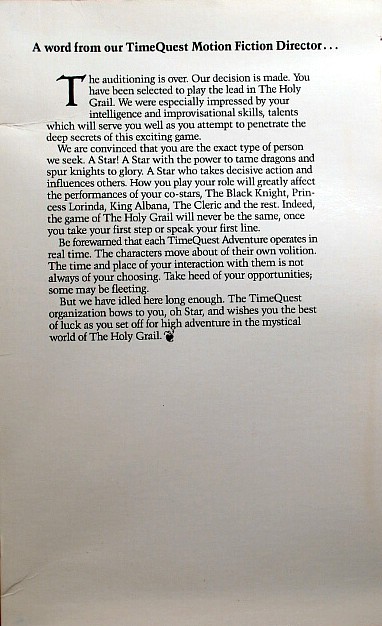 A word from our TimeQuest Motion Fiction Director...
The auditioning is over. Our decision is made. You
have been selected to play the lead in The Holy
Grail. We were especially impressed by your
intelligence and improvisational skills, talents
which will serve you well as you attempt to penetrate the
deep secrets of this exciting game.
We are convinced that you are the exact type of person
we seek. A Star! A Star with the power to tame dragons and
spur knights to glory. A Star who takes decisive action and
influences others. How you play your role will greatly affect
the performances of your co-stars, The Black Knight, Prin-
cess Lorinda, King Albana, The Cleric and the rest. Indeed,
the game of The Holy Grail will never be the same, once
you take your first step or speak your first line.
Be forewarned that each TimeQuest Adventure operates in
real time. The characters move about of their own volition.
The time and place of your interaction with them is not
always of your choosing. Take heed of your opportunities;
some may be fleeting.
But we have idled here long enough. The TimeQuest
organization bows to you, oh Star, and wishes you the best
of luck as you set off for high adventure in the mystical
world of The Holy Grail.